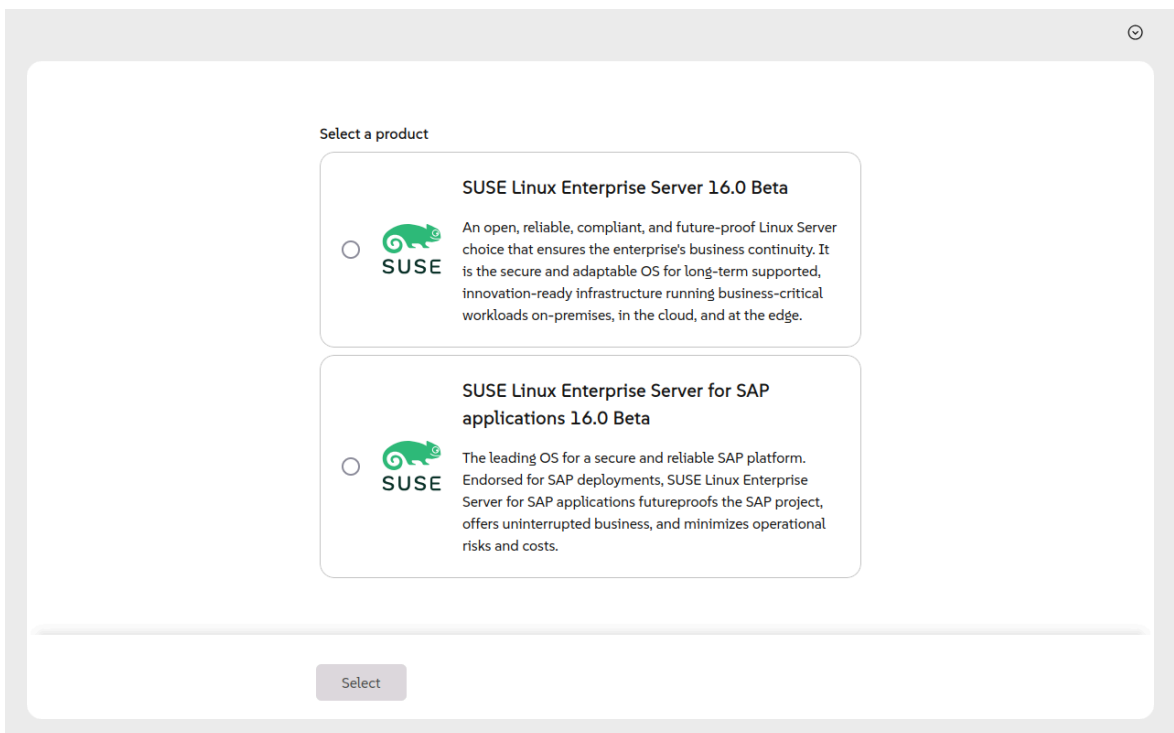 Select a product
SUSE Linux Enterprise Server 16.0 Beta
An open, reliable, compliant, and future-proof Linux Server
choice that ensures the enterprise's business continuity. It
is the secure and adaptable OS for long-term supported,
innovation-ready infrastructure running business-critical
workloads on-premises, in the cloud, and at the edge.
SUSE
SUSE Linux Enterprise Server for SAP
applications 16.0 Beta
The leading OS for a secure and reliable SAP platform.
Endorsed for SAP deployments, SUSE Linux Enterprise
Server for SAP applications futureproofs the SAP project,
offers uninterrupted business, and minimizes operational
risks and costs.
SUSE
Select